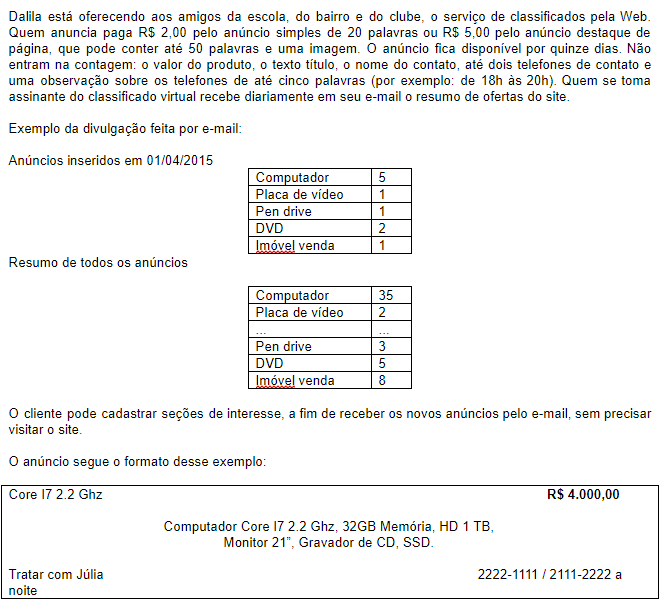 Dalila está oferecendo aos amigos da escola, do bairro e do clube, o serviço de classificados pela Web.
Quem anuncia paga R$ 2,00 pelo anúncio simples de 20 palavras ou R$ 5,00 pelo anúncio destaque de
página, que pode conter até 50 palavras e uma imagem. O anúncio fica disponível por quinze dias. Não
entram na contagem: o valor do produto, o texto título, o nome do contato, até dois telefones de contato e
uma observação sobre os telefones de até cinco palavras (por exemplo: de 18h às 20h). Quem se toma
assinante do classificado virtual recebe diariamente em seu e-mail o resumo de ofertas do site.
Exemplo da divulgação feita por e-mail:
Anúncios inseridos em 01/04/2015
Computador 5
Placa de vídeo 1
Pen drive 1
DVD 2
Imóvel venda 1
Resumo de todos os anúncios
Computador 35
Placa de vídeo 2
... ...
Pen drive 3
DVD 5
Imóvel venda 8
O cliente pode cadastrar seções de interesse, a fim de receber os novos anúncios pelo e-mail, sem precisar
visitar o site.
O anúncio segue o formato desse exemplo:
Core I7 2.2 Ghz R$ 4.000,00
Computador Core I7 2.2 Ghz, 32GB Memória, HD 1 TB,
Monitor 21”, Gravador de CD, SSD.
Tratar com Júlia 2222-1111 / 2111-2222 a
noite